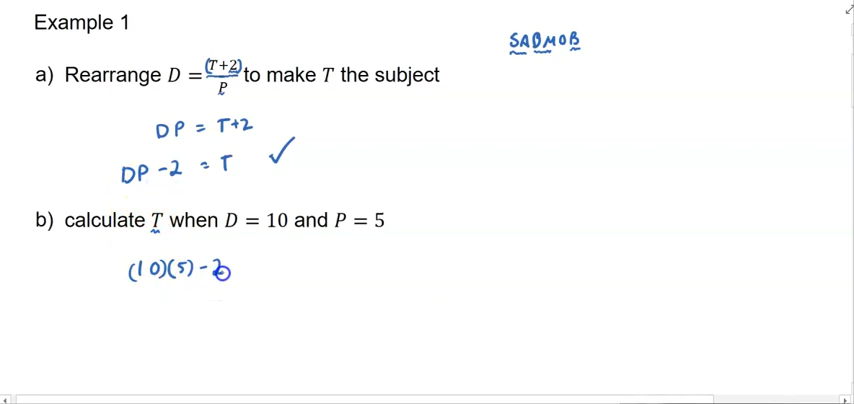 Example 1
SADMOB
a) Rearrange D = (T+2)/P to make T the subject
DP = T+2
DP -2 = T ✓
b) calculate T when D = 10 and P = 5
(10)(5) - 2